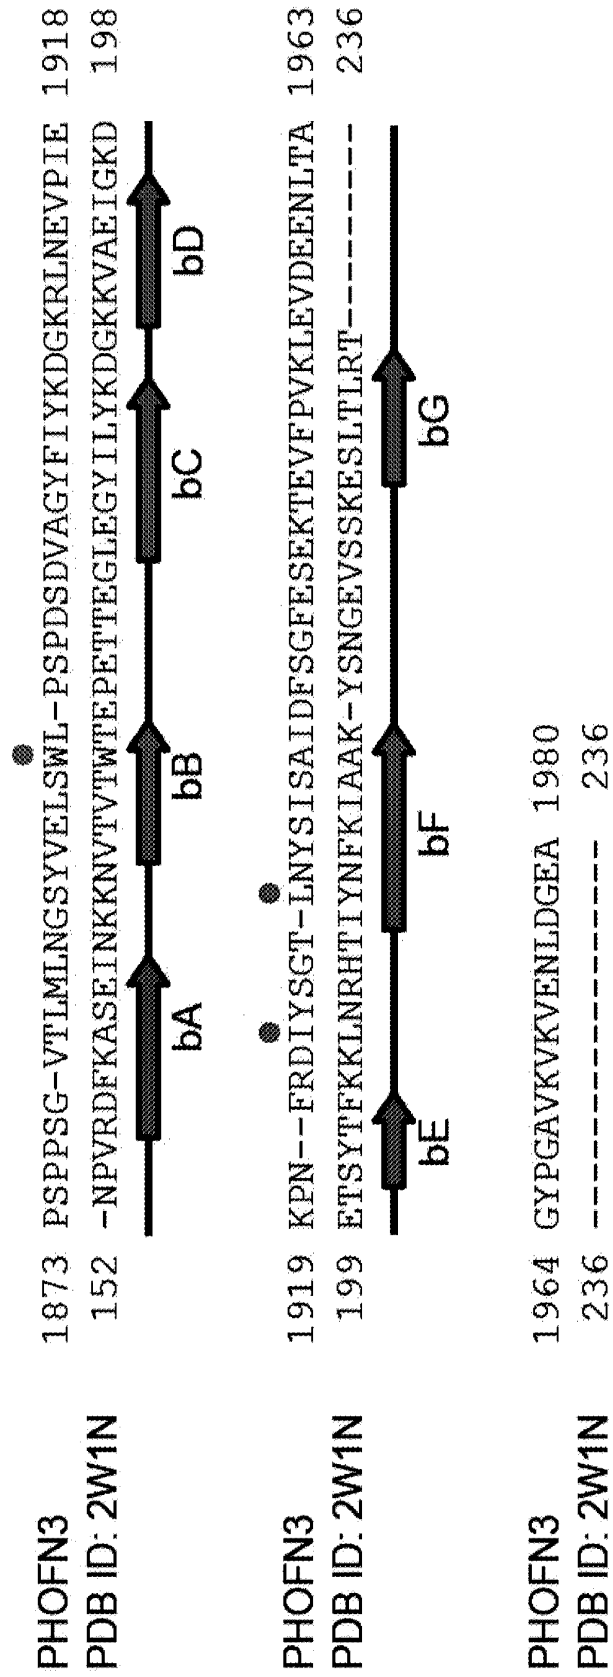 PHOFN3 1873 PSPPSG-VTLMLNGSYVELSWL-PSPDSDVAGYFIYKDGKRLNEVPIE 1918
PDB ID: 2W1N 152 -NPVRDFKASEINKKNVTVTWTEPETTEGLEGYILYKDGKKVAEIGKD 198
bA bB bC bD
PHOFN3 1919 KPN--FRDIYSGT-LNYSISAIDFSGFESEKTEVFPVKLEVDEENLTA 1963
PDB ID: 2W1N 199 ETSYTFKKLNRHTIYNFKIAAK-YSNGEVSSKESLTLRT--------- 236
bE bF bG
PHOFN3 1964 GYPGAVKVKVENLDGEA 1980
PDB ID: 2W1N 236 ----------------- 236